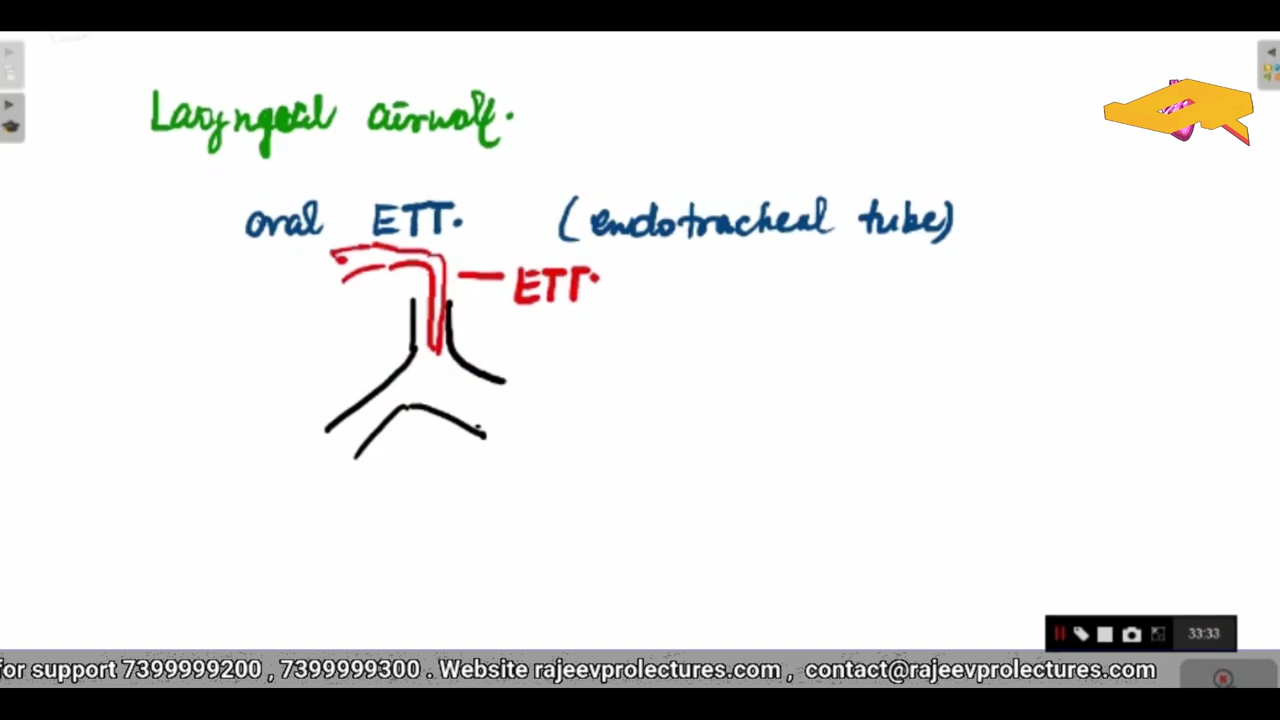 Laryngeal airway.
oral ETT. (endotracheal tube)
ETT.
33:33
for support 7399999200 , 7399999300 . Website rajeevprolectures.com , contact@rajeevprolectures.com